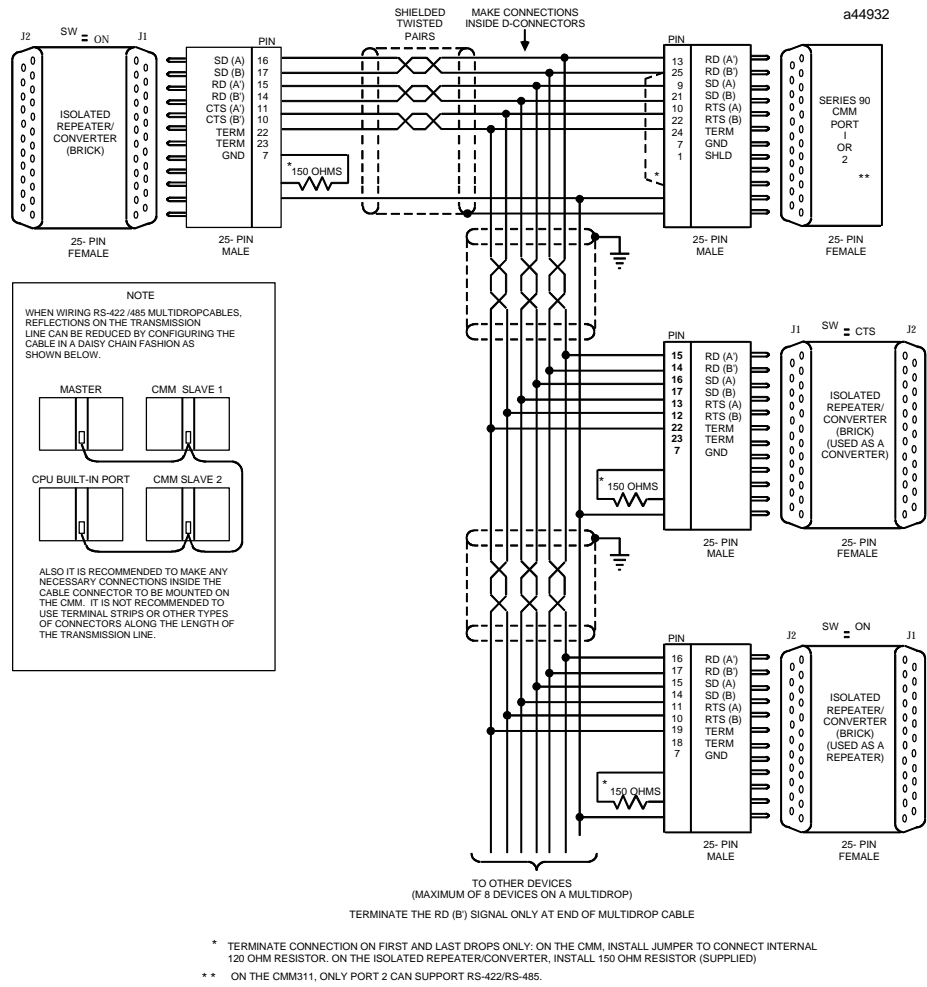 a44932
SHIELDED
TWISTED
PAIRS
MAKE CONNECTIONS
INSIDE D-CONNECTORS
J2
SW ON
J1
PIN
SD (A) 16
SD (B) 17
RD (A') 15
RD (B') 14
CTS (A') 11
CTS (B') 10
TERM 22
TERM 23
GND 7
ISOLATED
REPEATER/
CONVERTER
(BRICK)
*150 OHMS
25- PIN
FEMALE
25- PIN
MALE
PIN
13 RD (A')
25 RD (B')
9 SD (A)
21 SD (B)
10 RTS (A)
22 RTS (B)
24 TERM
7 GND
1 SHLD
*
SERIES 90
CMM
PORT
I
OR
2
**
25- PIN
MALE
25- PIN
FEMALE
NOTE
WHEN WIRING RS-422 /485 MULTIDROPCABLES,
REFLECTIONS ON THE TRANSMISSION
LINE CAN BE REDUCED BY CONFIGURING THE
CABLE IN A DAISY CHAIN FASHION AS
SHOWN BELOW.
MASTER
CMM SLAVE 1
CPU BUILT-IN PORT
CMM SLAVE 2
ALSO IT IS RECOMMENDED TO MAKE ANY
NECESSARY CONNECTIONS INSIDE THE
CABLE CONNECTOR TO BE MOUNTED ON
THE CMM. IT IS NOT RECOMMENDED TO
USE TERMINAL STRIPS OR OTHER TYPES
OF CONNECTORS ALONG THE LENGTH OF
THE TRANSMISSION LINE.
PIN
15 RD (A')
14 RD (B')
16 SD (A)
17 SD (B)
13 RTS (A)
12 RTS (B)
22 TERM
23 TERM
7 GND
* 150 OHMS
J1
SW CTS
J2
ISOLATED
REPEATER/
CONVERTER
(BRICK)
(USED AS A
CONVERTER)
25- PIN
MALE
25- PIN
FEMALE
PIN
16 RD (A')
17 RD (B')
15 SD (A)
14 SD (B)
11 RTS (A)
10 RTS (B)
19 TERM
18 TERM
7 GND
* 150 OHMS
J2
SW ON
J1
ISOLATED
REPEATER/
CONVERTER
(BRICK)
(USED AS A
REPEATER)
25- PIN
MALE
25- PIN
FEMALE
TO OTHER DEVICES
(MAXIMUM OF 8 DEVICES ON A MULTIDROP)
TERMINATE THE RD (B') SIGNAL ONLY AT END OF MULTIDROP CABLE
* TERMINATE CONNECTION ON FIRST AND LAST DROPS ONLY: ON THE CMM, INSTALL JUMPER TO CONNECT INTERNAL
120 OHM RESISTOR. ON THE ISOLATED REPEATER/CONVERTER, INSTALL 150 OHM RESISTOR (SUPPLIED)
* * ON THE CMM311, ONLY PORT 2 CAN SUPPORT RS-422/RS-485.